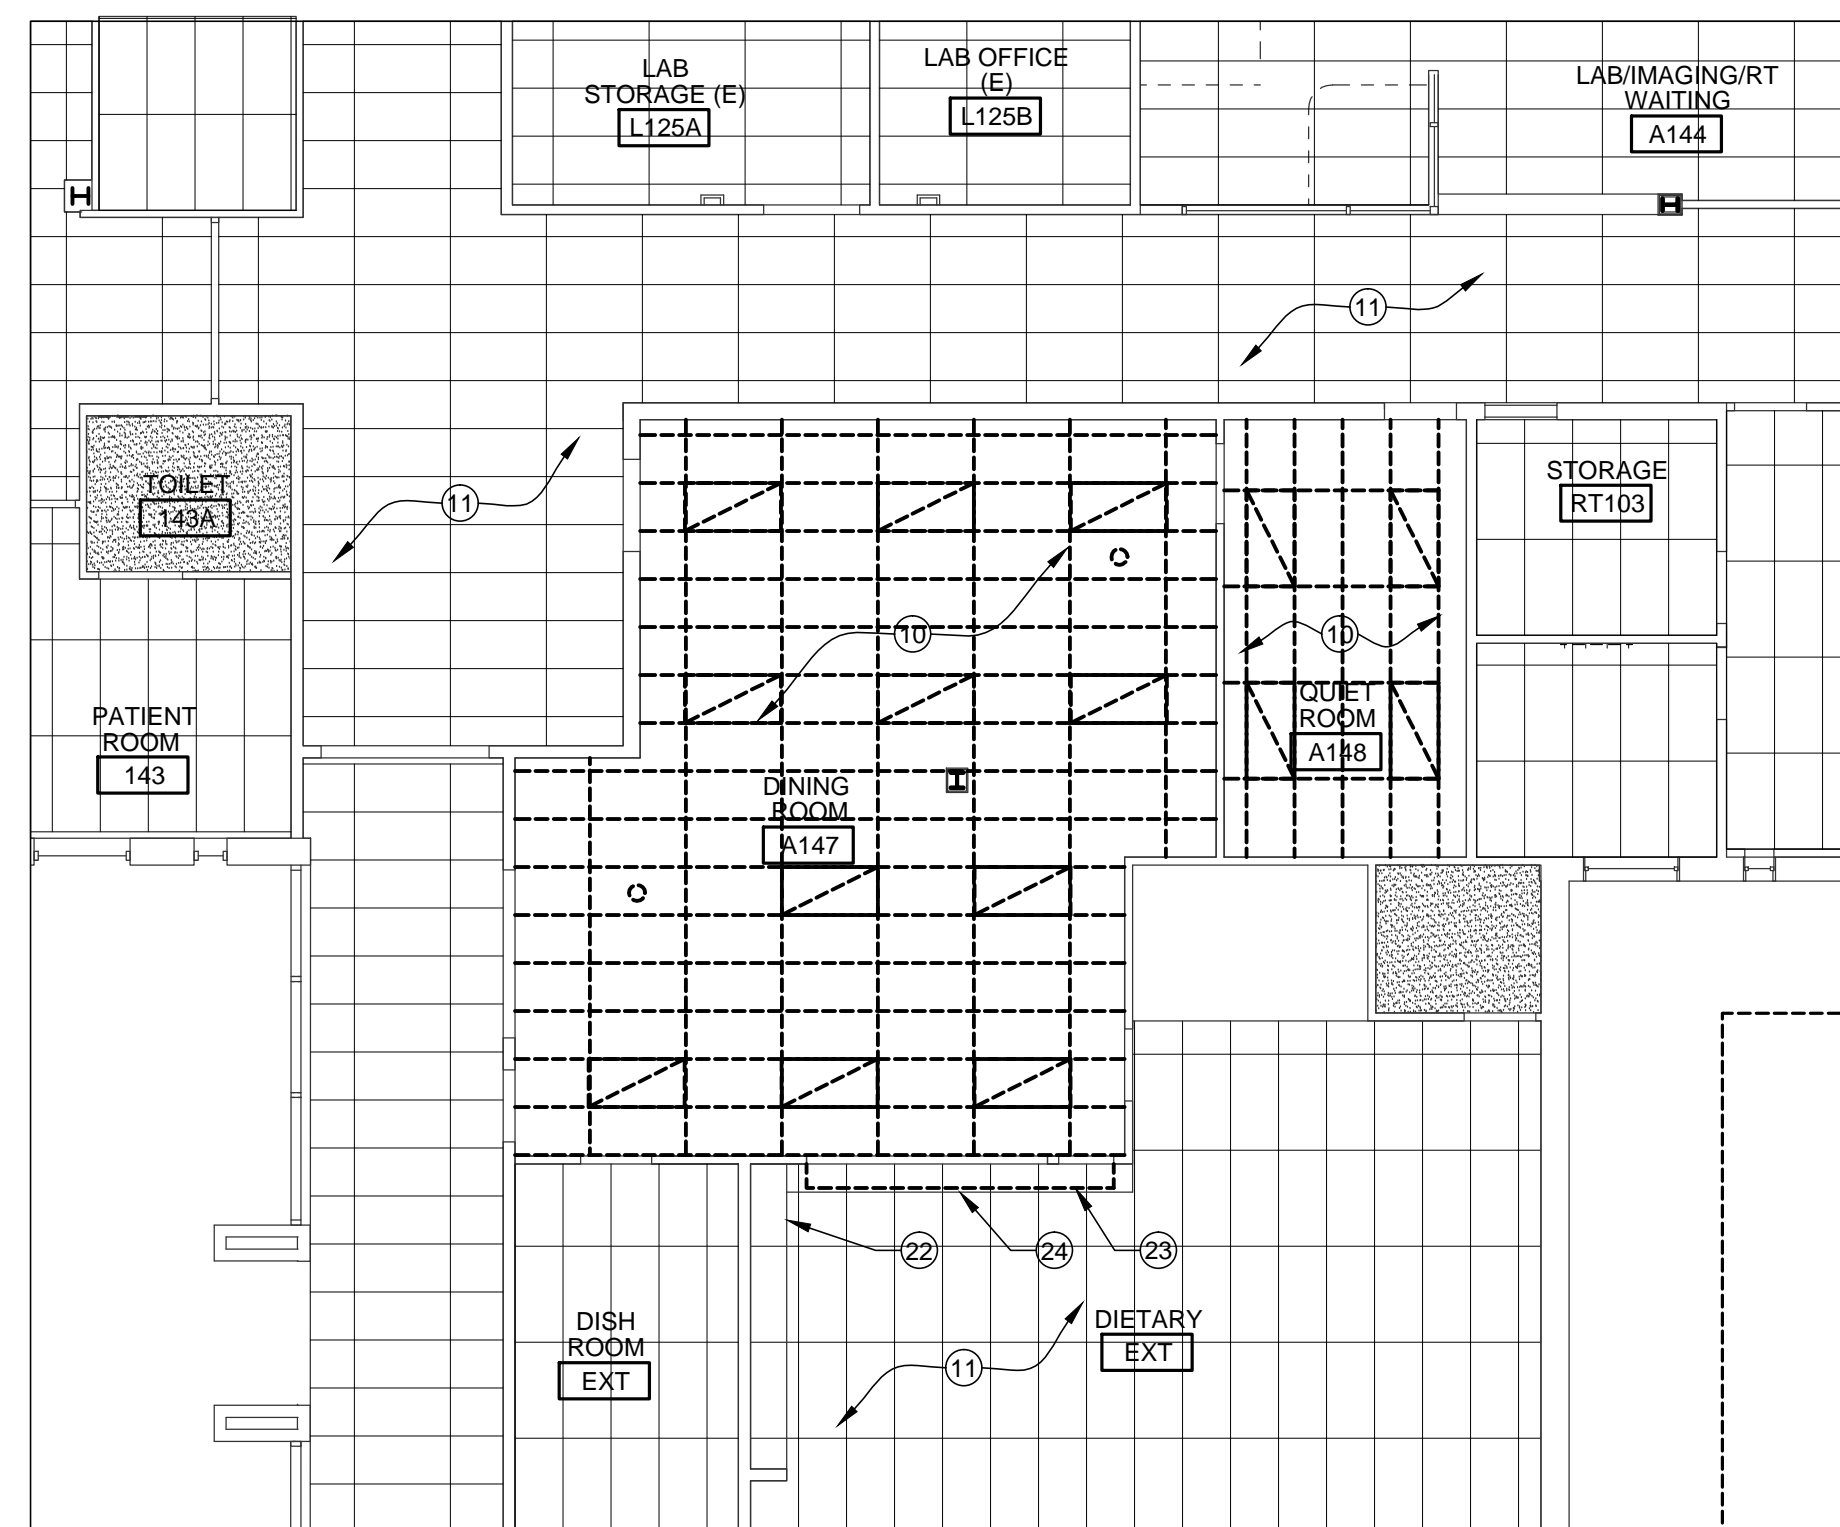 LAB
STORAGE (E)
L125A
LAB OFFICE
(E)
L125B
LAB/IMAGING/RT
WAITING
A144
11
11
TOILET
143A
STORAGE
RT103
10
10
PATIENT
ROOM
143
QUIET
ROOM
A148
DINING
ROOM
A147
22
24
23
DISH
ROOM
EXT
DIETARY
EXT
11